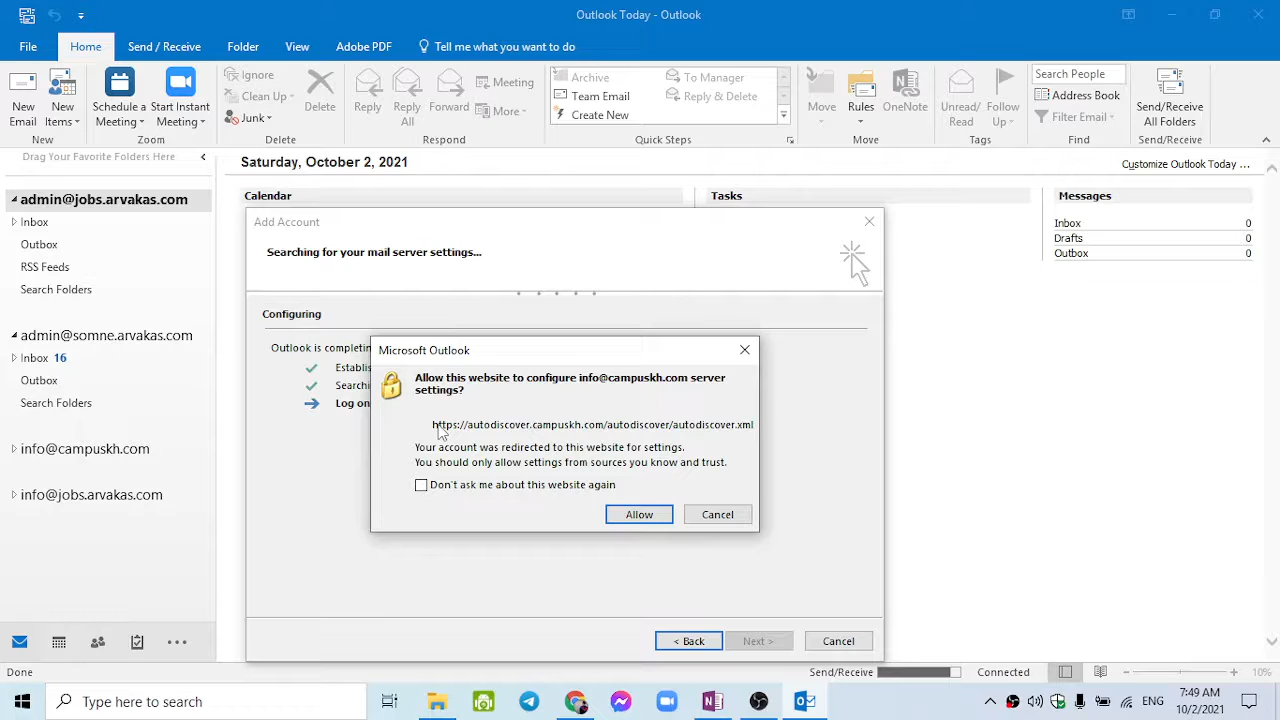 Outlook Today - Outlook
File
Home
Send / Receive
Folder
View
Adobe PDF
Tell me what you want to do
New
Email
New
Items
New
Schedule a
Meeting
Start Instant
Meeting
Zoom
Ignore
Clean Up
Junk
Delete
Delete
Reply
Reply
All
Forward
Meeting
More
Respond
Archive
Team Email
Create New
To Manager
Reply & Delete
Quick Steps
Move
Rules
OneNote
Move
Unread/
Read
Follow
Up
Tags
Search People
Address Book
Filter Email
Find
Send/Receive
All Folders
Send/Receive
Drag Your Favorite Folders Here
Saturday, October 2, 2021
Customize Outlook Today ...
admin@jobs.arvakas.com
Inbox
Outbox
RSS Feeds
Search Folders
admin@somne.arvakas.com
Inbox 16
Outbox
Search Folders
info@campuskh.com
info@jobs.arvakas.com
Calendar
Tasks
Messages
Inbox 0
Drafts 0
Outbox 0
Add Account
Searching for your mail server settings...
Configuring
Outlook is completin
Establis
Searchi
Log on
Microsoft Outlook
Allow this website to configure info@campuskh.com server
settings?
https://autodiscover.campuskh.com/autodiscover/autodiscover.xml
Your account was redirected to this website for settings.
You should only allow settings from sources you know and trust.
Don't ask me about this website again
Allow
Cancel
< Back
Next >
Cancel
Done
Send/Receive
Connected
10%
Type here to search
ENG
7:49 AM
10/2/2021